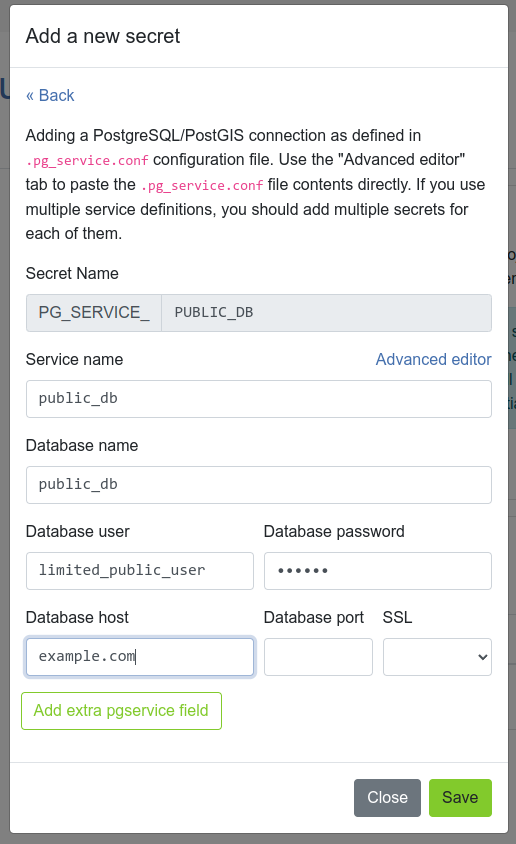 Add a new secret
« Back
Adding a PostgreSQL/PostGIS connection as defined in
.pg_service.conf configuration file. Use the "Advanced editor"
tab to paste the .pg_service.conf file contents directly. If you use
multiple service definitions, you should add multiple secrets for
each of them.
Secret Name
PG_SERVICE_ PUBLIC_DB
Service name Advanced editor
public_db
Database name
public_db
Database user Database password
limited_public_user ••••••
Database host Database port SSL
example.com
Add extra pgservice field
Close Save